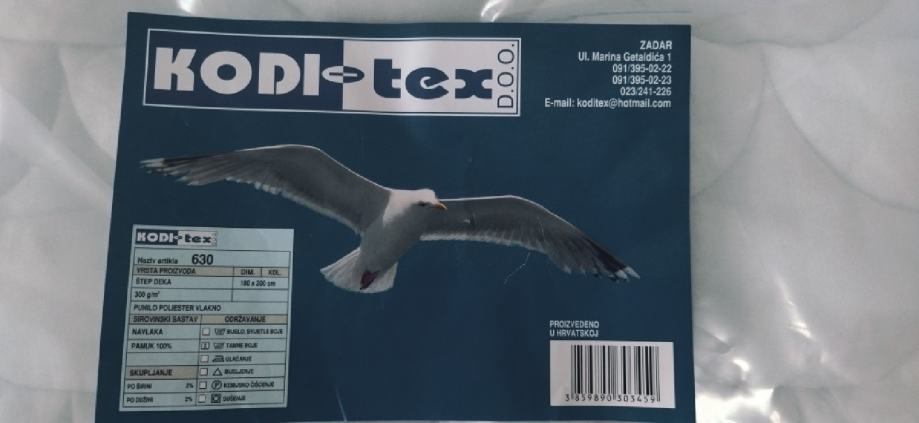 KODI-tex D.O.O.
ZADAR
Ul. Marina Getaldića 1
091/395-02-22
091/395-02-23
023/241-226
E-mail: koditex@hotmail.com
KODI-tex
Naziv artikla 630
VRSTA PROIZVODA DIM. KOL.
ŠTEP DEKA 180 x 200 cm
300 g/m²
PUNILO POLIESTER VLAKNO
SIROVINSKI SASTAV ODRŽAVANJE
NAVLAKA BIJELO, SVIJETLE BOJE
PAMUK 100% TAMNE BOJE
GLAČANJE
SKUPLJANJE BIJELJENJE
PO ŠIRINI 2% KEMIJSKO ČIŠĆENJE
PO DUŽINI 2% SUŠENJE
PROIZVEDENO
U HRVATSKOJ
3 859890 303459